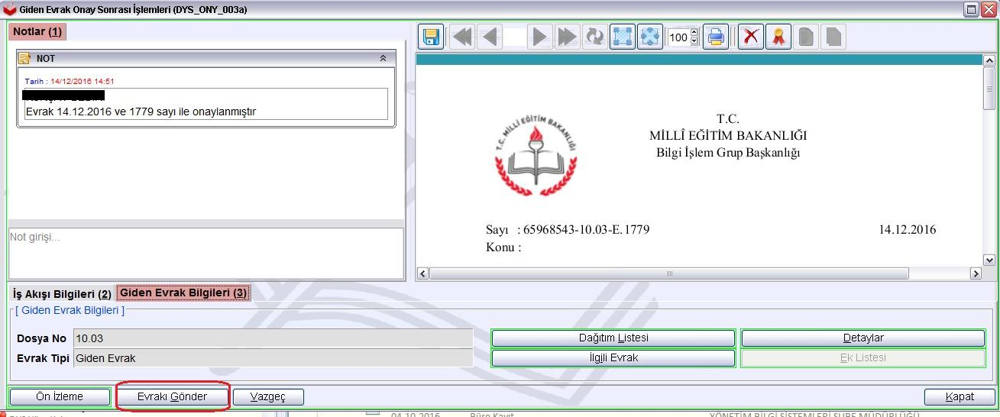 Giden Evrak Onay Sonrası İşlemleri (DYS_ONY_003a)
Notlar (1)
NOT
Tarih : 14/12/2016 14:51
Evrak 14.12.2016 ve 1779 sayı ile onaylanmıştır
Not girişi...
100
T.C. MİLLÎ EĞİTİM BAKANLIĞI
T.C.
MİLLÎ EĞİTİM BAKANLIĞI
Bilgi İşlem Grup Başkanlığı
Sayı : 65968543-10.03-E.1779 14.12.2016
Konu :
İş Akışı Bilgileri (2) Giden Evrak Bilgileri (3)
[ Giden Evrak Bilgileri ]
Dosya No 10.03 Dağıtım Listesi Detaylar
Evrak Tipi Giden Evrak İlgili Evrak Ek Listesi
Ön İzleme Evrakı Gönder Vazgeç Kapat
04.10.2016 Büro Kayıt YÖNETİM BİLGİ SİSTEMLERİ ŞUBE MÜDÜRLÜĞÜ